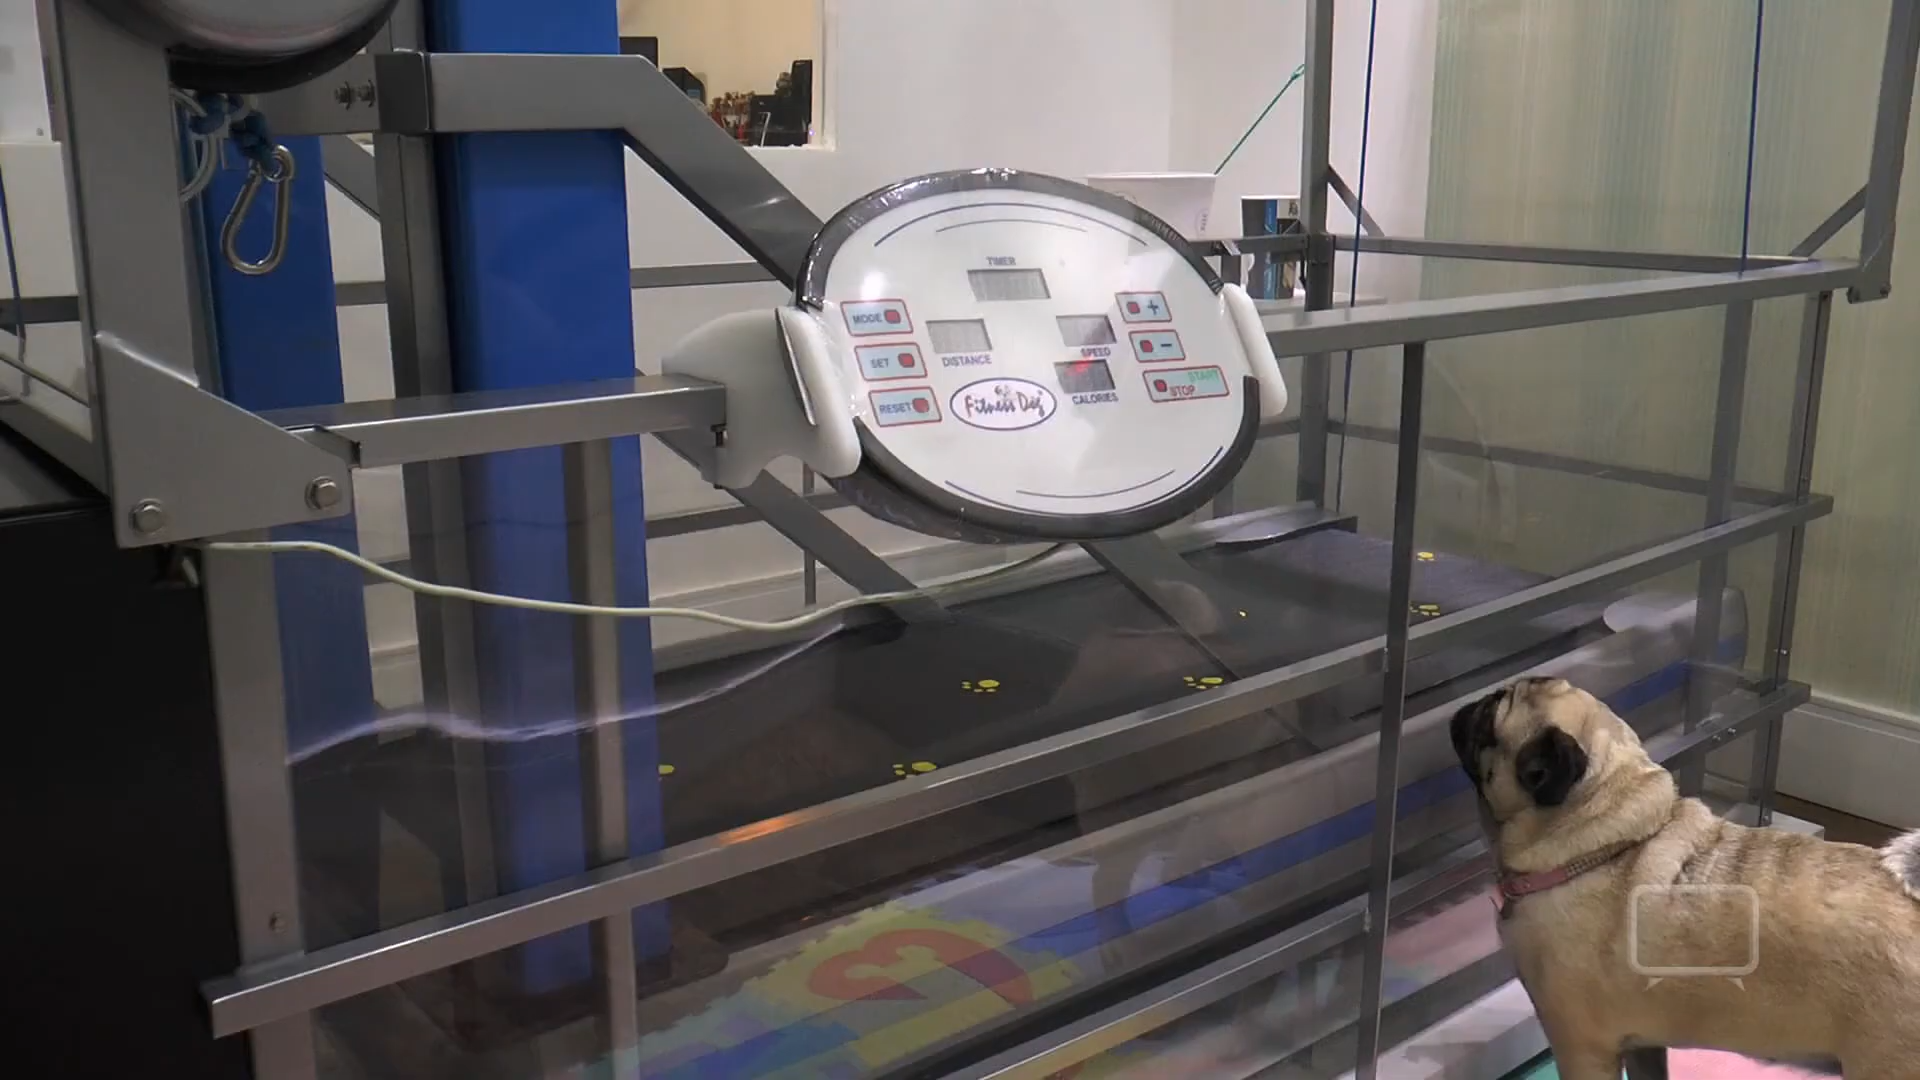 TIMER
MODE
+
DISTANCE
SPEED
SET
-
Fitness Dog
CALORIES
START
STOP
RESET